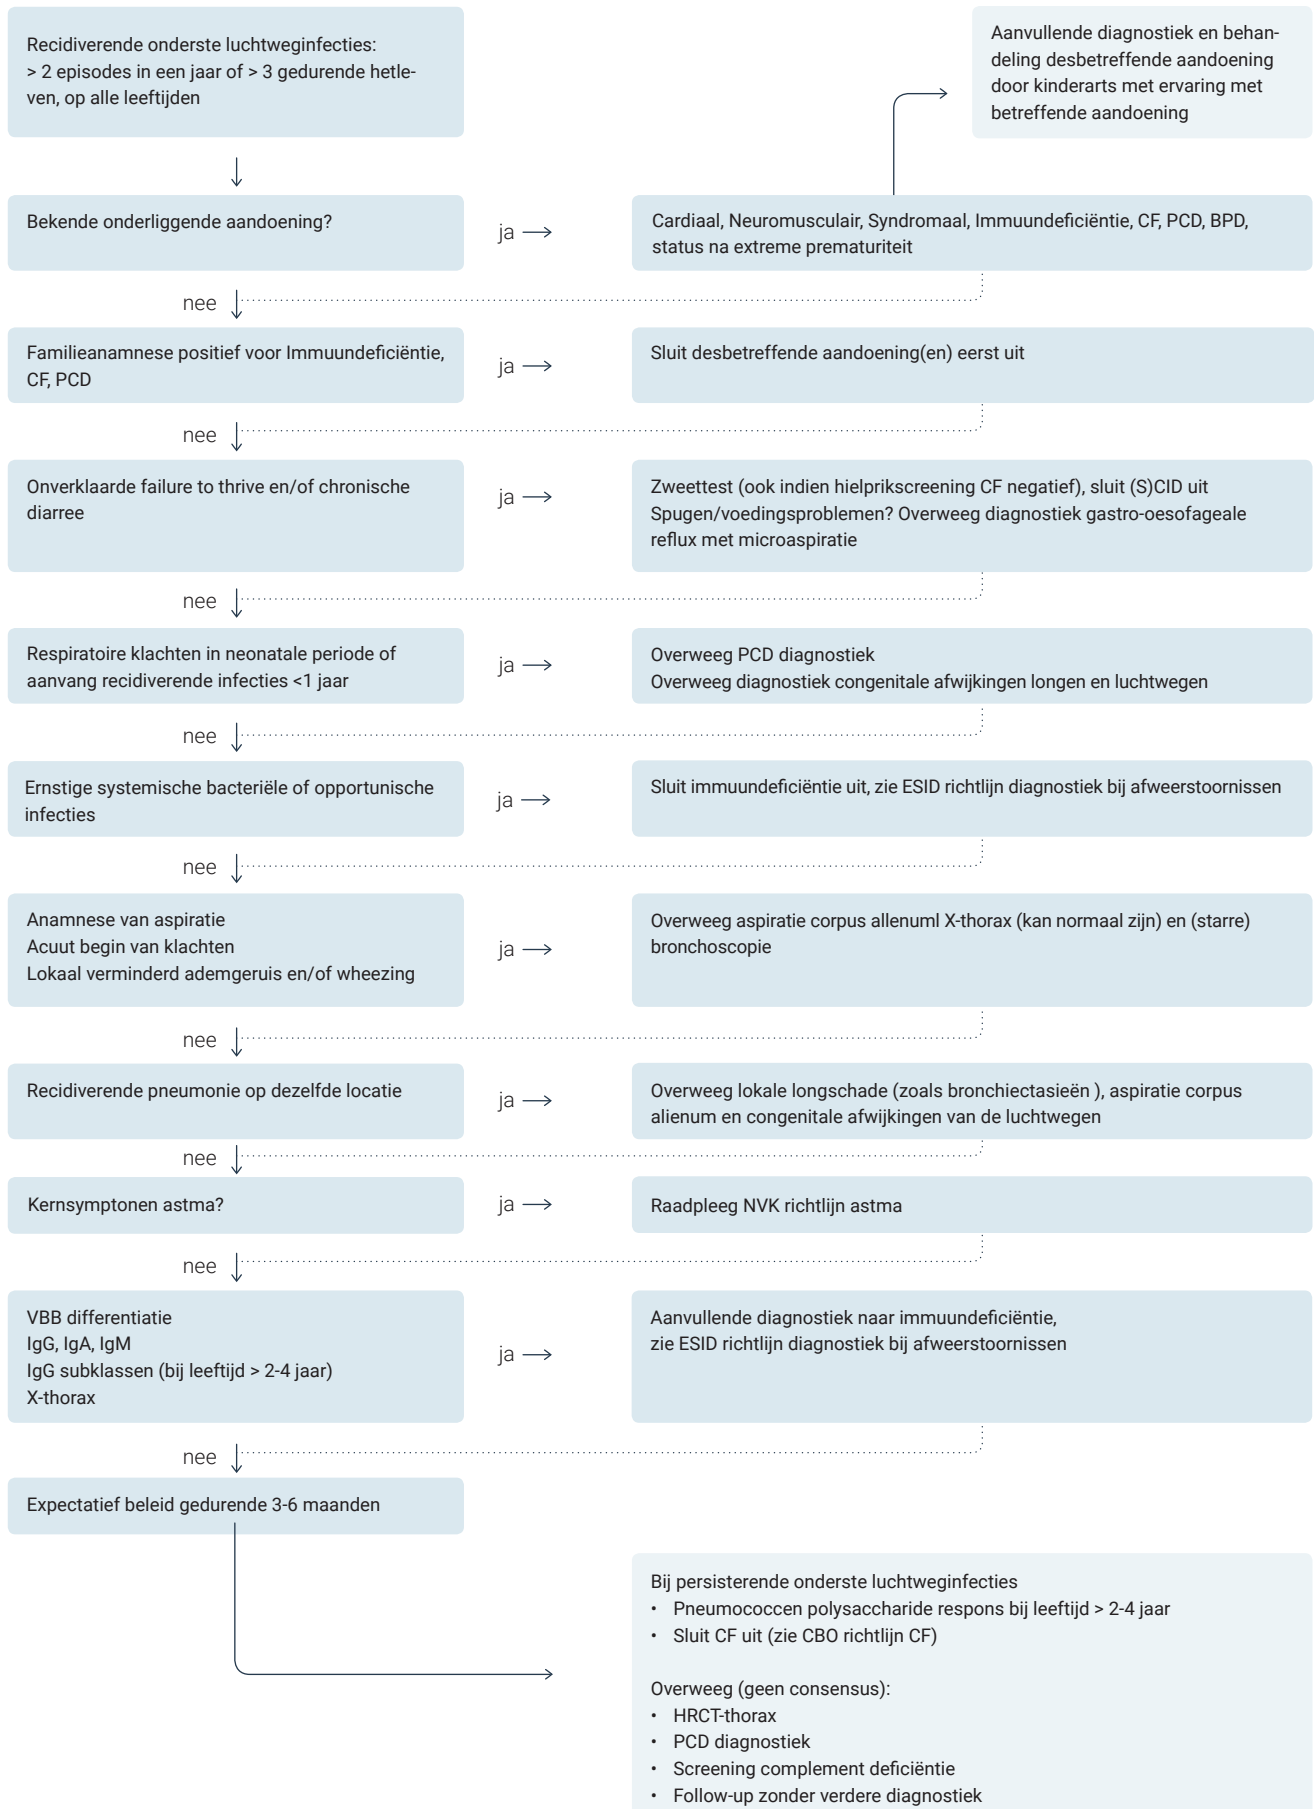 Recidiverende onderste luchtweginfecties:
> 2 episodes in een jaar of > 3 gedurende hetle-
ven, op alle leeftijden
Aanvullende diagnostiek en behan-
deling desbetreffende aandoening
door kinderarts met ervaring met
betreffende aandoening
Bekende onderliggende aandoening?
ja
Cardiaal, Neuromusculair, Syndromaal, Immuundeficiëntie, CF, PCD, BPD,
status na extreme prematuriteit
nee
Familieanamnese positief voor Immuundeficiëntie,
CF, PCD
ja
Sluit desbetreffende aandoening(en) eerst uit
nee
Onverklaarde failure to thrive en/of chronische
diarree
ja
Zweettest (ook indien hielprikscreening CF negatief), sluit (S)CID uit
Spugen/voedingsproblemen? Overweeg diagnostiek gastro-oesofageale
reflux met microaspiratie
nee
Respiratoire klachten in neonatale periode of
aanvang recidiverende infecties <1 jaar
ja
Overweeg PCD diagnostiek
Overweeg diagnostiek congenitale afwijkingen longen en luchtwegen
nee
Ernstige systemische bacteriële of opportunische
infecties
ja
Sluit immuundeficiëntie uit, zie ESID richtlijn diagnostiek bij afweerstoornissen
nee
Anamnese van aspiratie
Acuut begin van klachten
Lokaal verminderd ademgeruis en/of wheezing
ja
Overweeg aspiratie corpus allenuml X-thorax (kan normaal zijn) en (starre)
bronchoscopie
nee
Recidiverende pneumonie op dezelfde locatie
ja
Overweeg lokale longschade (zoals bronchiectasieën ), aspiratie corpus
alienum en congenitale afwijkingen van de luchtwegen
nee
Kernsymptonen astma?
ja
Raadpleeg NVK richtlijn astma
nee
VBB differentiatie
IgG, IgA, IgM
IgG subklassen (bij leeftijd > 2-4 jaar)
X-thorax
ja
Aanvullende diagnostiek naar immuundeficiëntie,
zie ESID richtlijn diagnostiek bij afweerstoornissen
nee
Expectatief beleid gedurende 3-6 maanden
Bij persisterende onderste luchtweginfecties
• Pneumococcen polysaccharide respons bij leeftijd > 2-4 jaar
• Sluit CF uit (zie CBO richtlijn CF)
Overweeg (geen consensus):
• HRCT-thorax
• PCD diagnostiek
• Screening complement deficiëntie
• Follow-up zonder verdere diagnostiek